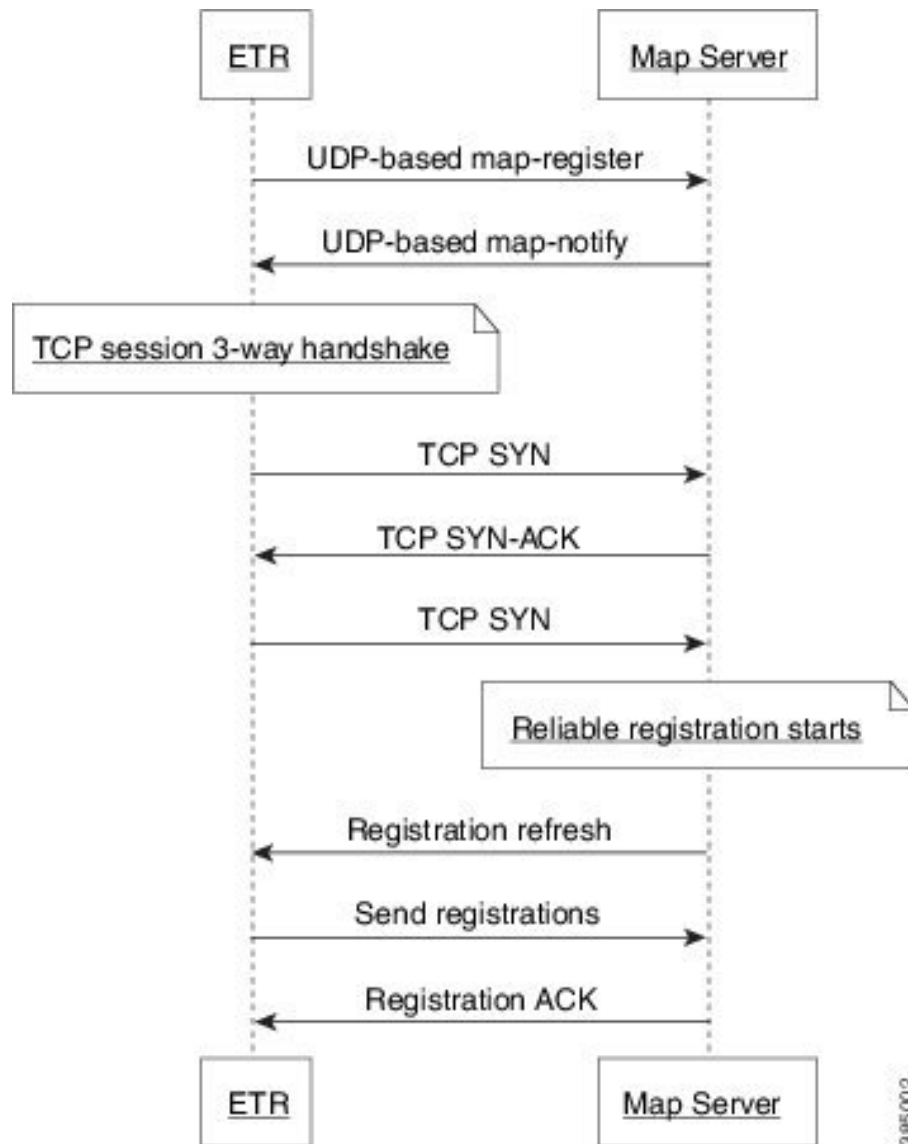 ETR
Map Server
UDP-based map-register
UDP-based map-notify
TCP session 3-way handshake
TCP SYN
TCP SYN-ACK
TCP SYN
Reliable registration starts
Registration refresh
Send registrations
Registration ACK
ETR
Map Server